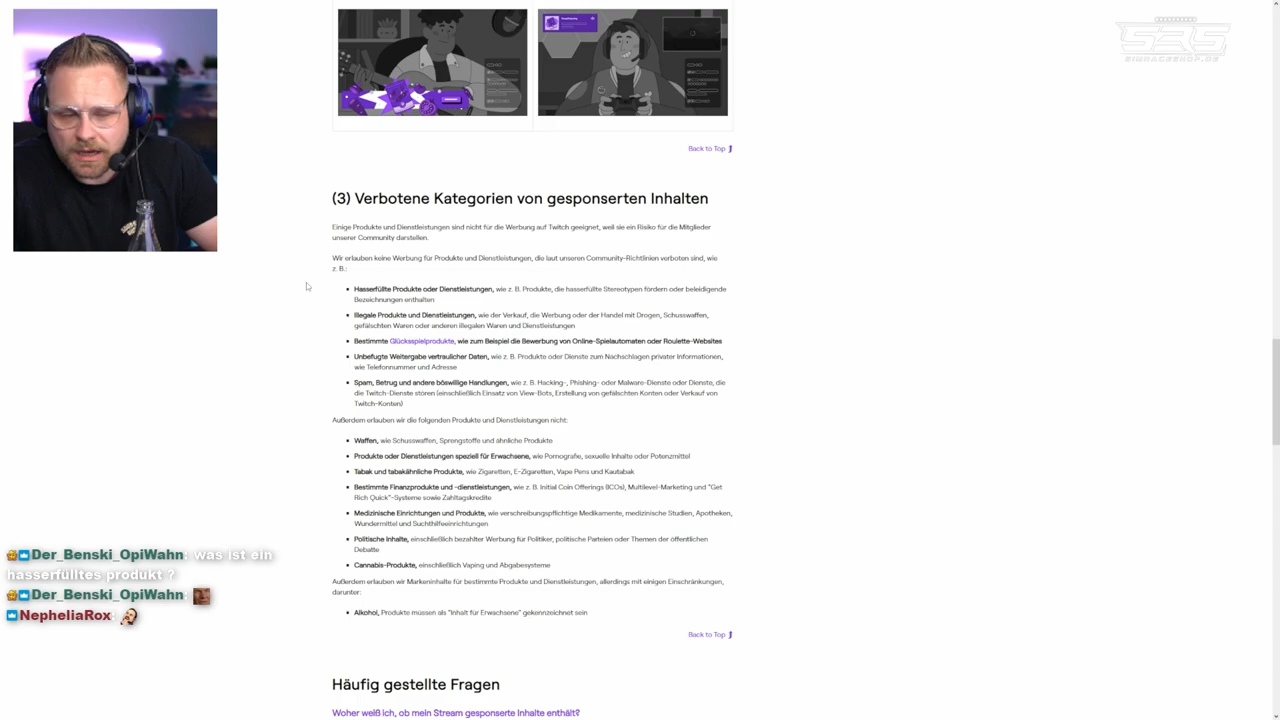 SRS
SIMRACESHOP.DE
Back to Top
(3) Verbotene Kategorien von gesponserten Inhalten
Einige Produkte und Dienstleistungen sind nicht für die Werbung auf Twitch geeignet, weil sie ein Risiko für die Mitglieder
unserer Community darstellen.
Wir erlauben keine Werbung für Produkte und Dienstleistungen, die laut unseren Community-Richtlinien verboten sind, wie
z. B.:
Hasserfüllte Produkte oder Dienstleistungen, wie z. B. Produkte, die hasserfüllte Stereotypen fördern oder beleidigende
Bezeichnungen enthalten
Illegale Produkte und Dienstleistungen, wie der Verkauf, die Werbung oder der Handel mit Drogen, Schusswaffen,
gefälschten Waren oder anderen illegalen Waren und Dienstleistungen
Bestimmte Glücksspielprodukte, wie zum Beispiel die Bewerbung von Online-Spielautomaten oder Roulette-Websites
Unbefugte Weitergabe vertraulicher Daten, wie z. B. Produkte oder Dienste zum Nachschlagen privater Informationen,
wie Telefonnummer und Adresse
Spam, Betrug und andere böswillige Handlungen, wie z. B. Hacking-, Phishing- oder Malware-Dienste oder Dienste, die
die Twitch-Dienste stören (einschließlich Einsatz von View-Bots, Erstellung von gefälschten Konten oder Verkauf von
Twitch-Konten)
Außerdem erlauben wir die folgenden Produkte und Dienstleistungen nicht:
Waffen, wie Schusswaffen, Sprengstoffe und ähnliche Produkte
Produkte oder Dienstleistungen speziell für Erwachsene, wie Pornografie, sexuelle Inhalte oder Potenzmittel
Tabak und tabakähnliche Produkte, wie Zigaretten, E-Zigaretten, Vape Pens und Kautabak
Bestimmte Finanzprodukte und -dienstleistungen, wie z. B. Initial Coin Offerings (ICOs), Multilevel-Marketing und "Get
Rich Quick"-Systeme sowie Zahltagskredite
Medizinische Einrichtungen und Produkte, wie verschreibungspflichtige Medikamente, medizinische Studien, Apotheken,
Wundermittel und Suchthilfeeinrichtungen
Politische Inhalte, einschließlich bezahlter Werbung für Politiker, politische Parteien oder Themen der öffentlichen
Debatte
Cannabis-Produkte, einschließlich Vaping und Abgabesysteme
Außerdem erlauben wir Markeninhalte für bestimmte Produkte und Dienstleistungen, allerdings mit einigen Einschränkungen,
darunter:
Alkohol, Produkte müssen als "Inhalt für Erwachsene" gekennzeichnet sein
Back to Top
Häufig gestellte Fragen
Woher weiß ich, ob mein Stream gesponserte Inhalte enthält?
Der_Benski_OpiWahn: was ist ein
hasserfülltes produkt ?
Der_Benski_OpiWahn:
NepheliaRox: